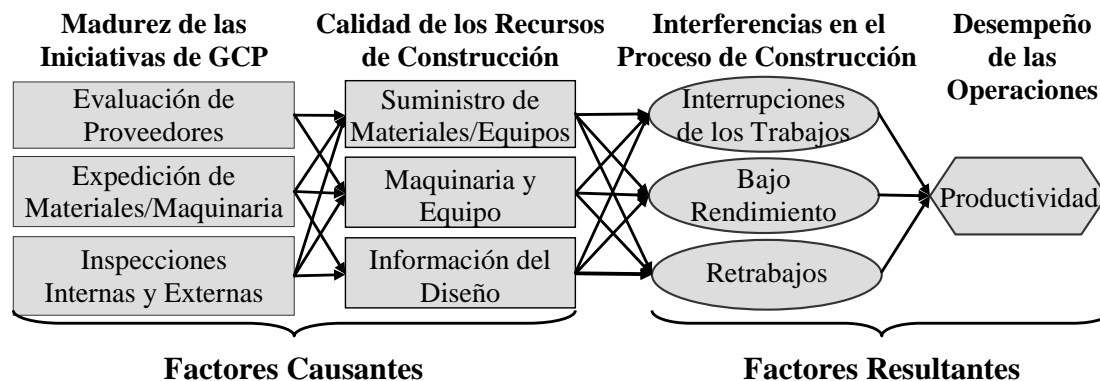 Madurez de las
Iniciativas de GCP
Calidad de los Recursos
de Construcción
Interferencias en el
Proceso de Construcción
Desempeño
de las
Operaciones
Evaluación de
Proveedores
Expedición de
Materiales/Maquinaria
Inspecciones
Internas y Externas
Suministro de
Materiales/Equipos
Maquinaria y
Equipo
Información del
Diseño
Interrupciones
de los Trabajos
Bajo
Rendimiento
Retrabajos
Productividad
Factores Causantes
Factores Resultantes